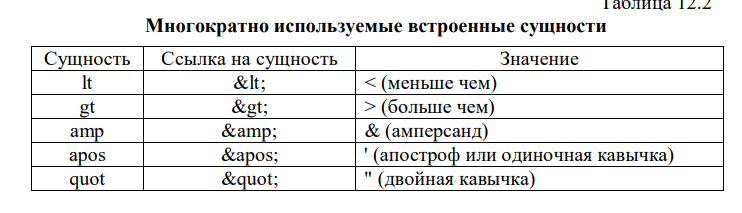 Таблица 12.2
Многократно используемые встроенные сущности
Сущность Ссылка на сущность Значение
lt &lt; < (меньше чем)
gt &gt; > (больше чем)
amp &amp; & (амперсанд)
apos &apos; ' (апостроф или одиночная кавычка)
quot &quot; " (двойная кавычка)